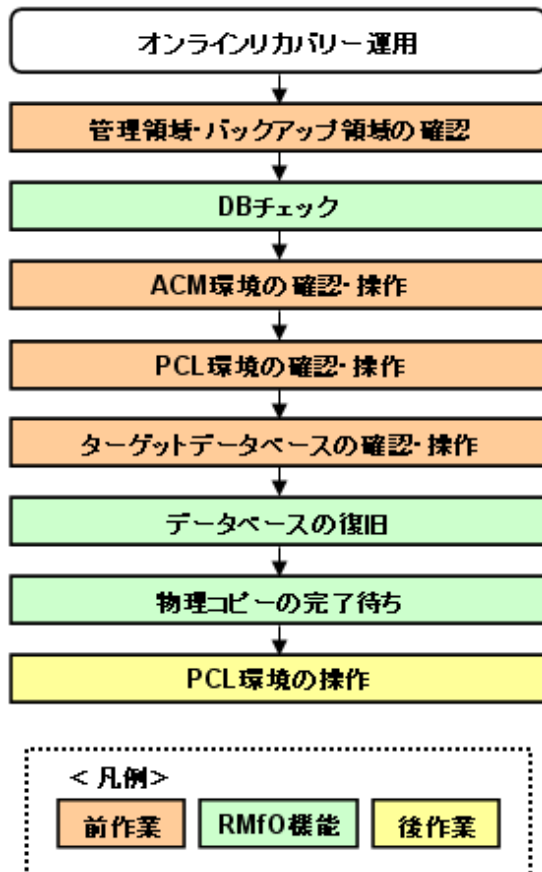 オンラインリカバリー運用
管理領域・バックアップ領域の確認
DBチェック
ACM環境の確認・操作
PCL環境の確認・操作
ターゲットデータベースの確認・操作
データベースの復旧
物理コピーの完了待ち
PCL環境の操作
<凡例>
前作業
RMfO機能
後作業